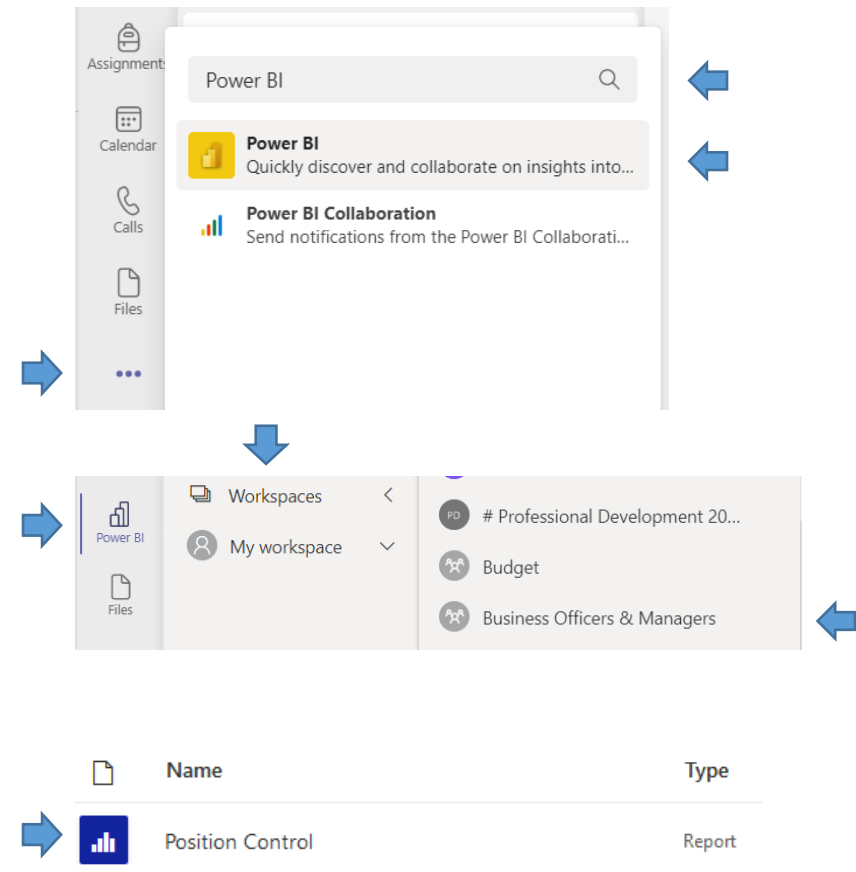 Assignments
Power BI
Calendar
Power BI
Quickly discover and collaborate on insights into...
Calls
Power BI Collaboration
Send notifications from the Power BI Collaborati...
Files
Power BI
Files
Workspaces
My workspace
PD
# Professional Development 20...
Budget
Business Officers & Managers
Name
Type
Position Control
Report